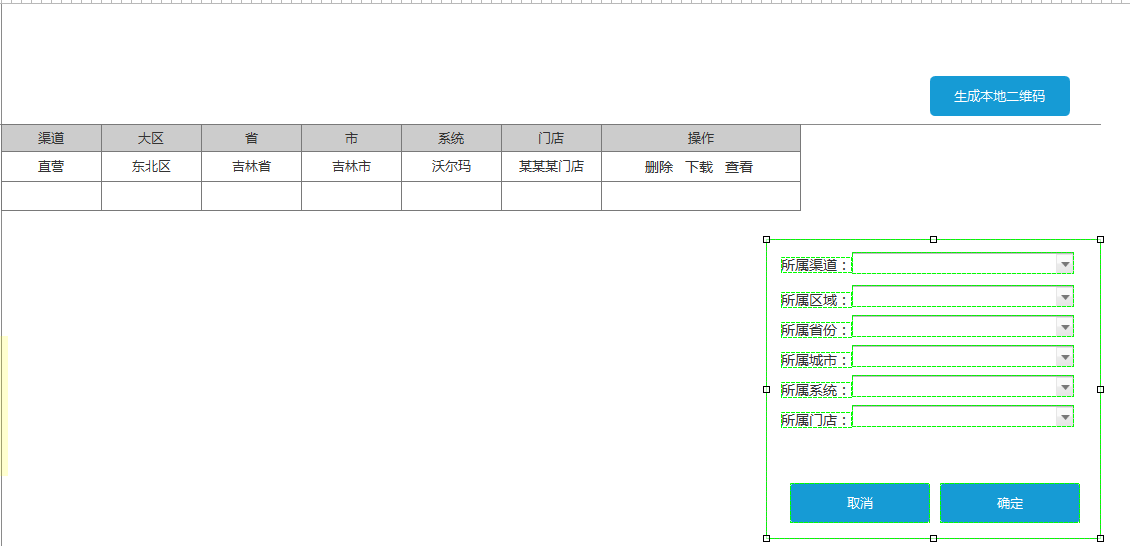 生成本地二维码
渠道 大区 省 市 系统 门店 操作
直营 东北区 吉林省 吉林市 沃尔玛 某某某门店 删除 下载 查看
所属渠道：
所属区域：
所属省份：
所属城市：
所属系统：
所属门店：
取消 确定